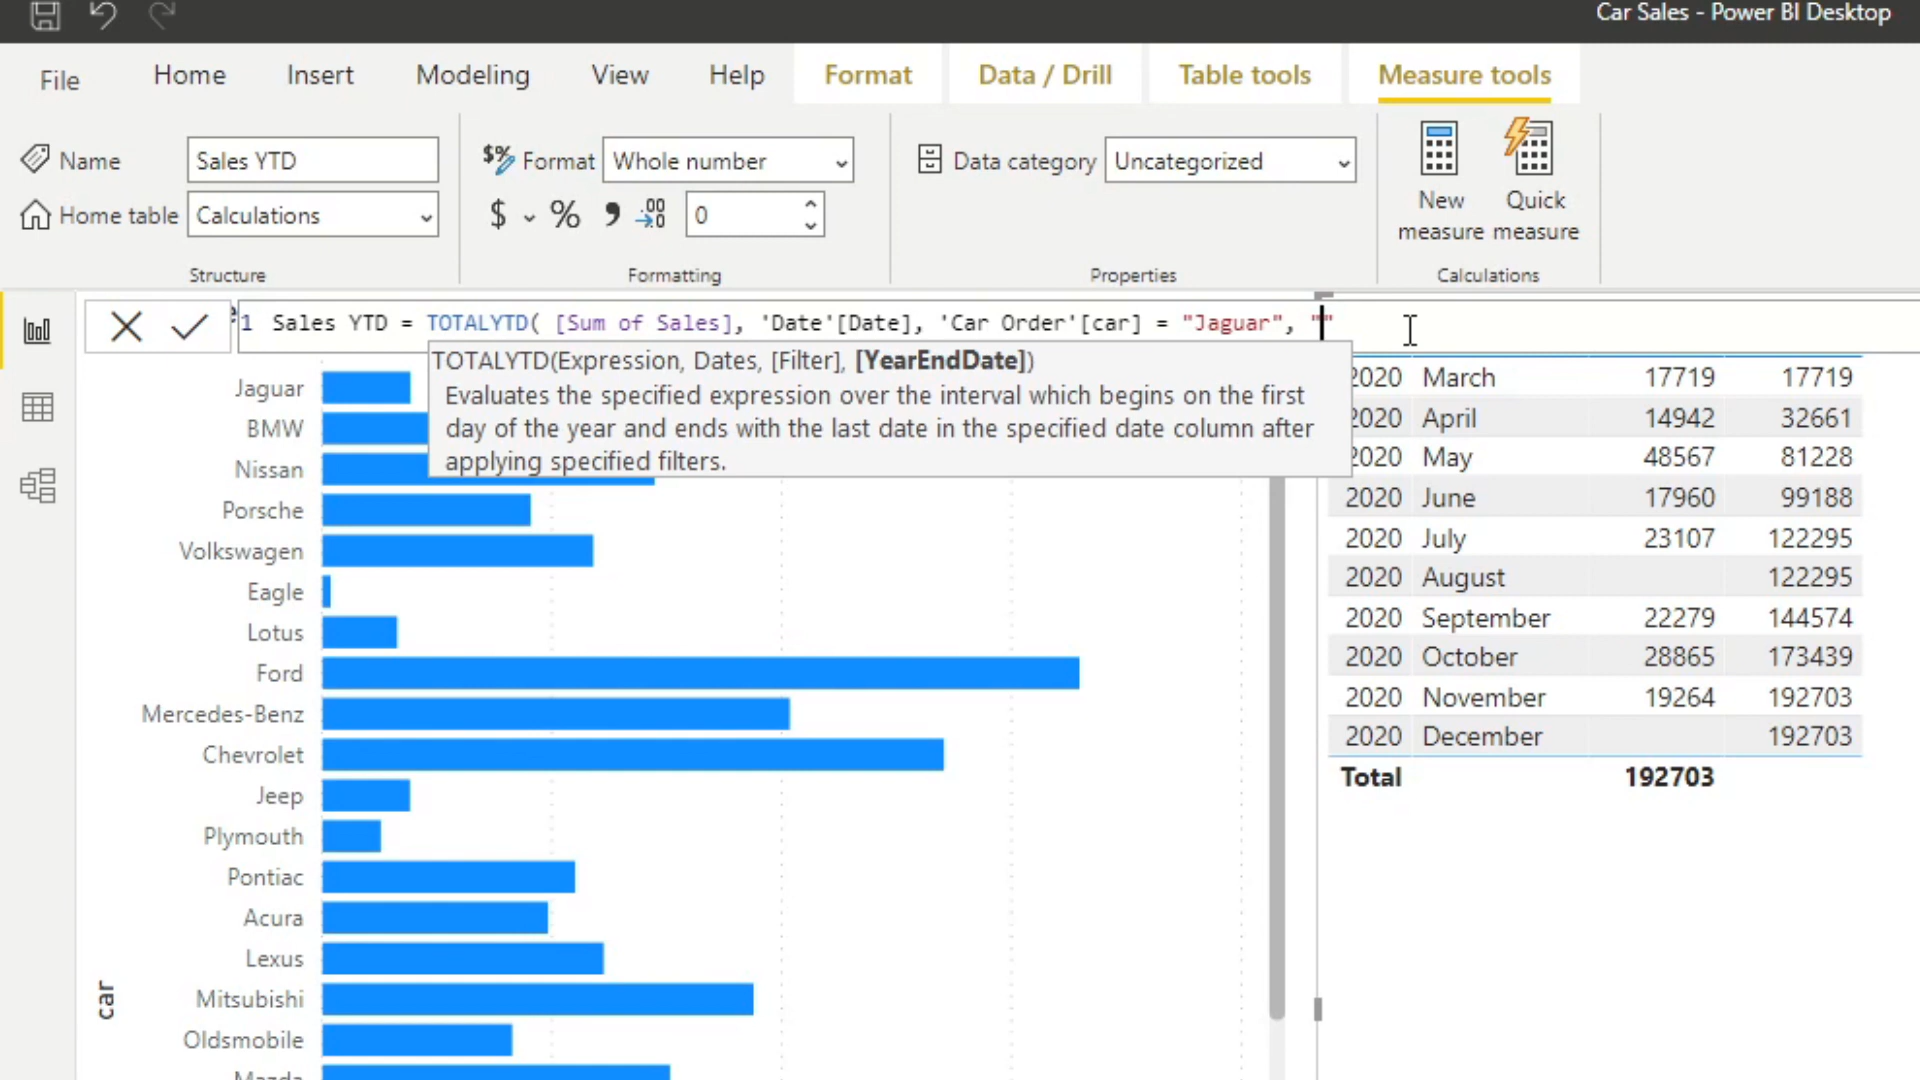 Car Sales - Power BI Desktop
File Home Insert Modeling View Help Format Data / Drill Table tools Measure tools
Name Sales YTD
Home table Calculations
Structure
$% Format Whole number
$ % , .00 .0 0
Formatting
Data category Uncategorized
Properties
New measure
Quick measure
Calculations
1 Sales YTD = TOTALYTD( [Sum of Sales], 'Date'[Date], 'Car Order'[car] = "Jaguar", ""
TOTALYTD(Expression, Dates, [Filter], [YearEndDate])
Evaluates the specified expression over the interval which begins on the first
day of the year and ends with the last date in the specified date column after
applying specified filters.
car
Jaguar
BMW
Nissan
Porsche
Volkswagen
Eagle
Lotus
Ford
Mercedes-Benz
Chevrolet
Jeep
Plymouth
Pontiac
Acura
Lexus
Mitsubishi
Oldsmobile
Mazda
2020 March 17719 17719
2020 April 14942 32661
2020 May 48567 81228
2020 June 17960 99188
2020 July 23107 122295
2020 August 122295
2020 September 22279 144574
2020 October 28865 173439
2020 November 19264 192703
2020 December 192703
Total 192703